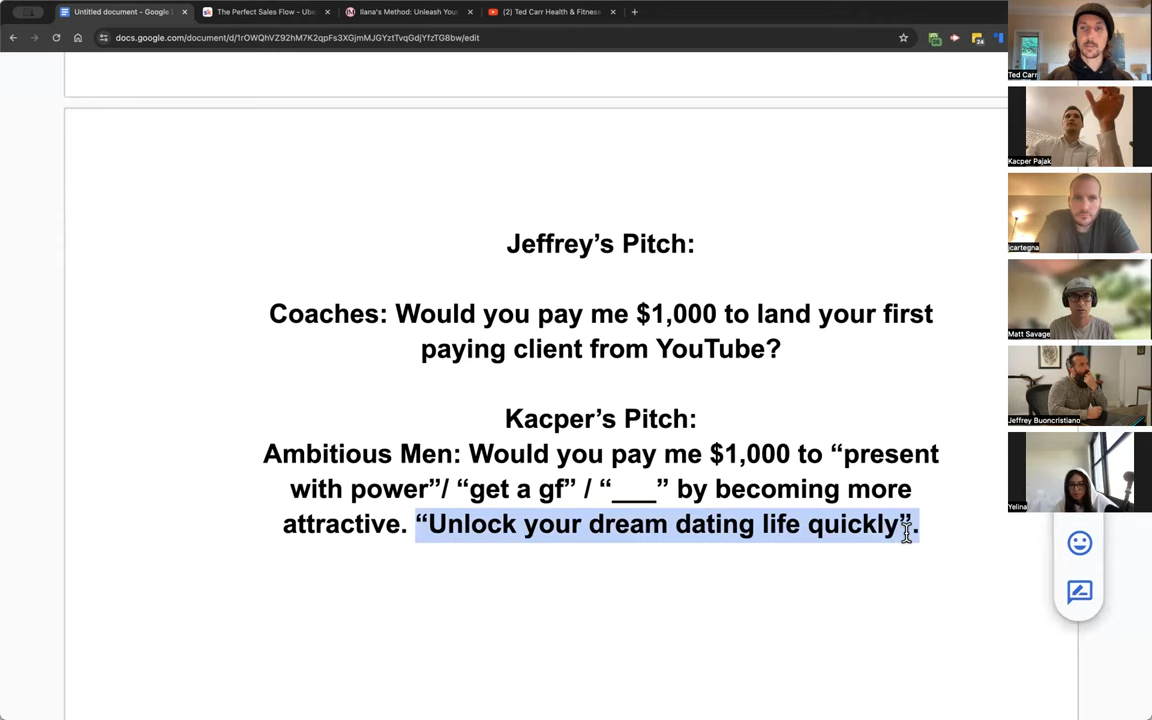 Untitled document - Google
The Perfect Sales Flow - Ube
Ilana's Method: Unleash You
(2) Ted Carr Health & Fitness
docs.google.com/document/d/1rOWQhVZ92hM7K2qpFs3XGjmMJGYztTvqGdjYfzTG8bw/edit
24
Jeffrey’s Pitch:
Coaches: Would you pay me $1,000 to land your first
paying client from YouTube?
Kacper’s Pitch:
Ambitious Men: Would you pay me $1,000 to “present
with power”/ “get a gf” / “___” by becoming more
attractive. “Unlock your dream dating life quickly”.
Ted Carr
Kacper Pajak
jcartegna
Matt Savage
Jeffrey Buoncristiano
Yelina